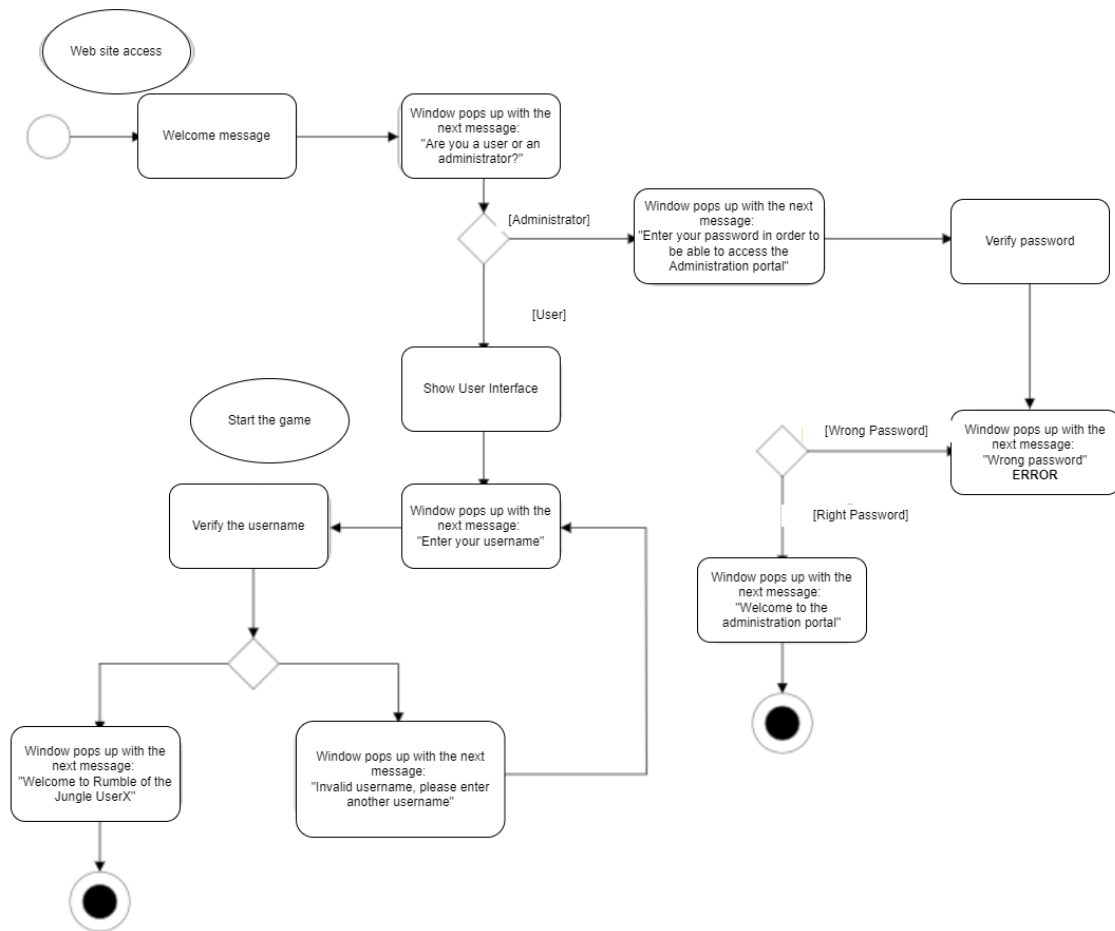 Web site access
Welcome message
Window pops up with the
next message:
"Are you a user or an
administrator?"
[Administrator]
Window pops up with the next
message:
"Enter your password in order to
be able to access the
Administration portal"
Verify password
[User]
Show User Interface
Start the game
[Wrong Password]
Window pops up with the
next message:
"Wrong password"
ERROR
Verify the username
Window pops up with the
next message:
"Enter your username"
[Right Password]
Window pops up with the
next message:
"Welcome to the
administration portal"
Window pops up with the
next message:
"Welcome to Rumble of the
Jungle UserX"
Window pops up with the next
message:
"Invalid username, please enter
another username"